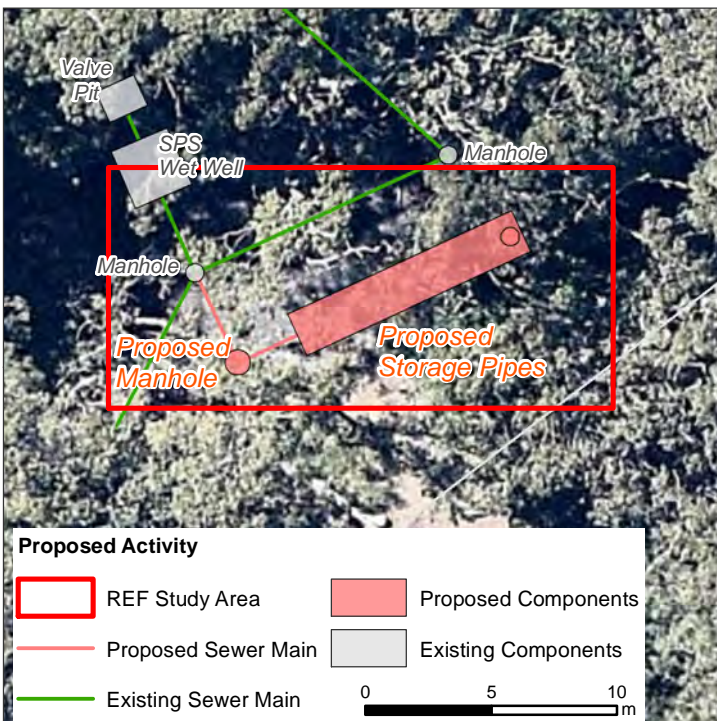 Valve
Pit
SPS
Wet Well
Manhole
Manhole
Proposed
Manhole
Proposed
Storage Pipes
Proposed Activity
REF Study Area
Proposed Components
Proposed Sewer Main
Existing Components
Existing Sewer Main
0 5 10
m